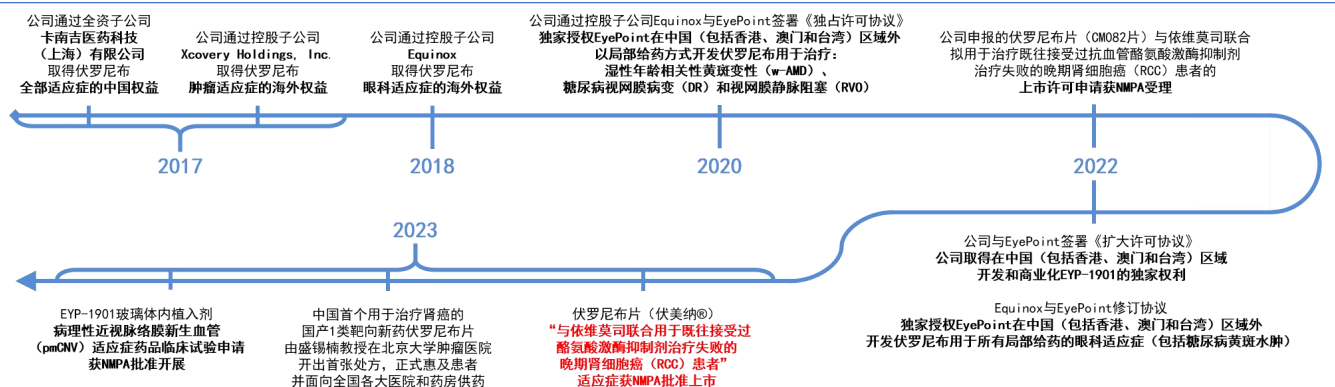 公司通过全资子公司
卡南吉医药科技
（上海）有限公司
取得伏罗尼布
全部适应症的中国权益
公司通过控股子公司
Xcovery Holdings, Inc.
取得伏罗尼布
肿瘤适应症的海外权益
2017
公司通过控股子公司
Equinox
取得伏罗尼布
眼科适应症的海外权益
2018
公司通过控股子公司Equinox与EyePoint签署《独占许可协议》
独家授权EyePoint在中国（包括香港、澳门和台湾）区域外
以局部给药方式开发伏罗尼布用于治疗：
湿性年龄相关性黄斑变性（w-AMD）、
糖尿病视网膜病变（DR）和视网膜静脉阻塞（RVO）
2020
公司申报的伏罗尼布片（CM082片）与依维莫司联合
拟用于治疗既往接受过抗血管酪氨酸激酶抑制剂
治疗失败的晚期肾细胞癌（RCC）患者的
上市许可申请获NMPA受理
2022
公司与EyePoint签署《扩大许可协议》
公司取得在中国（包括香港、澳门和台湾）区域
开发和商业化EYP-1901的独家权利
Equinox与EyePoint修订协议
独家授权EyePoint在中国（包括香港、澳门和台湾）区域外
开发伏罗尼布用于所有局部给药的眼科适应症（包括糖尿病黄斑水肿）
2023
伏罗尼布片（伏美纳®）
“与依维莫司联合用于既往接受过
酪氨酸激酶抑制剂治疗失败的
晚期肾细胞癌（RCC）患者”
适应症获NMPA批准上市
中国首个用于治疗肾癌的
国产1类靶向新药伏罗尼布片
由盛锡楠教授在北京大学肿瘤医院
开出首张处方，正式惠及患者
并面向全国各大医院和药房供药
EYP-1901玻璃体内植入剂
病理性近视脉络膜新生血管
（pmCNV）适应症药品临床试验申请
获NMPA批准开展